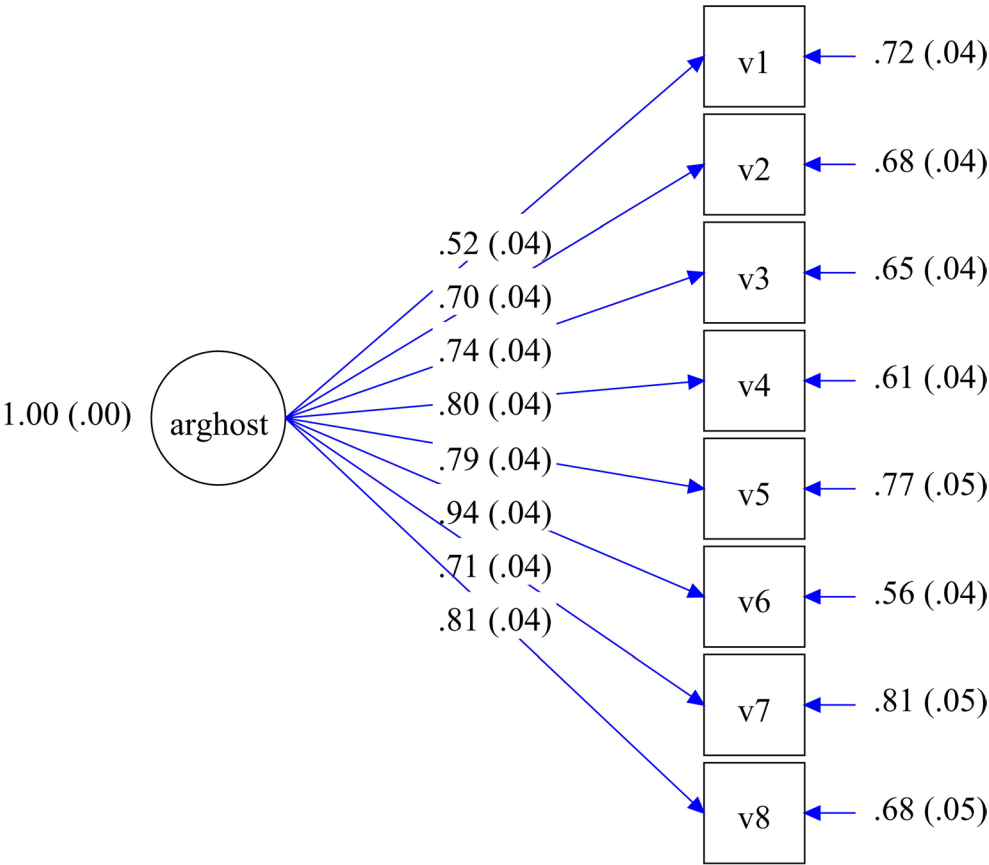 v1
.72 (.04)
v2
.68 (.04)
.52 (.04)
v3
.65 (.04)
.70 (.04)
.74 (.04)
v4
.61 (.04)
.80 (.04)
1.00 (.00)
arghost
.79 (.04)
v5
.77 (.05)
.94 (.04)
.71 (.04)
v6
.56 (.04)
.81 (.04)
v7
.81 (.05)
v8
.68 (.05)